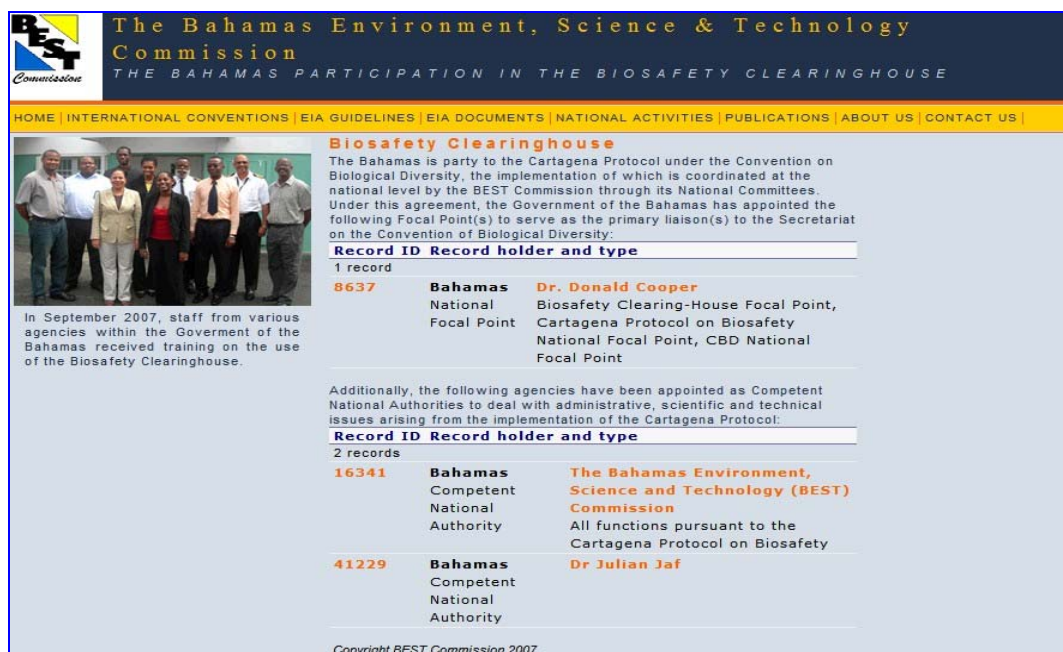 BEST
Commission
The Bahamas Environment, Science & Technology
Commission
THE BAHAMAS PARTICIPATION IN THE BIOSAFETY CLEARINGHOUSE
HOME | INTERNATIONAL CONVENTIONS | EIA GUIDELINES | EIA DOCUMENTS | NATIONAL ACTIVITIES | PUBLICATIONS | ABOUT US | CONTACT US |
In September 2007, staff from various
agencies within the Goverment of the
Bahamas received training on the use
of the Biosafety Clearinghouse.
Biosafety Clearinghouse
The Bahamas is party to the Cartagena Protocol under the Convention on
Biological Diversity, the implementation of which is coordinated at the
national level by the BEST Commission through its National Committees.
Under this agreement, the Government of the Bahamas has appointed the
following Focal Point(s) to serve as the primary liaison(s) to the Secretariat
on the Convention of Biological Diversity:
Record ID Record holder and type
1 record
8637 Bahamas Dr. Donald Cooper
National Biosafety Clearing-House Focal Point,
Focal Point Cartagena Protocol on Biosafety
National Focal Point, CBD National
Focal Point
Additionally, the following agencies have been appointed as Competent
National Authorities to deal with administrative, scientific and technical
issues arising from the implementation of the Cartagena Protocol:
Record ID Record holder and type
2 records
16341 Bahamas The Bahamas Environment,
Competent Science and Technology (BEST)
National Commission
Authority All functions pursuant to the
Cartagena Protocol on Biosafety
41229 Bahamas Dr Julian Jaf
Competent
National
Authority
Copyright BEST Commission 2007